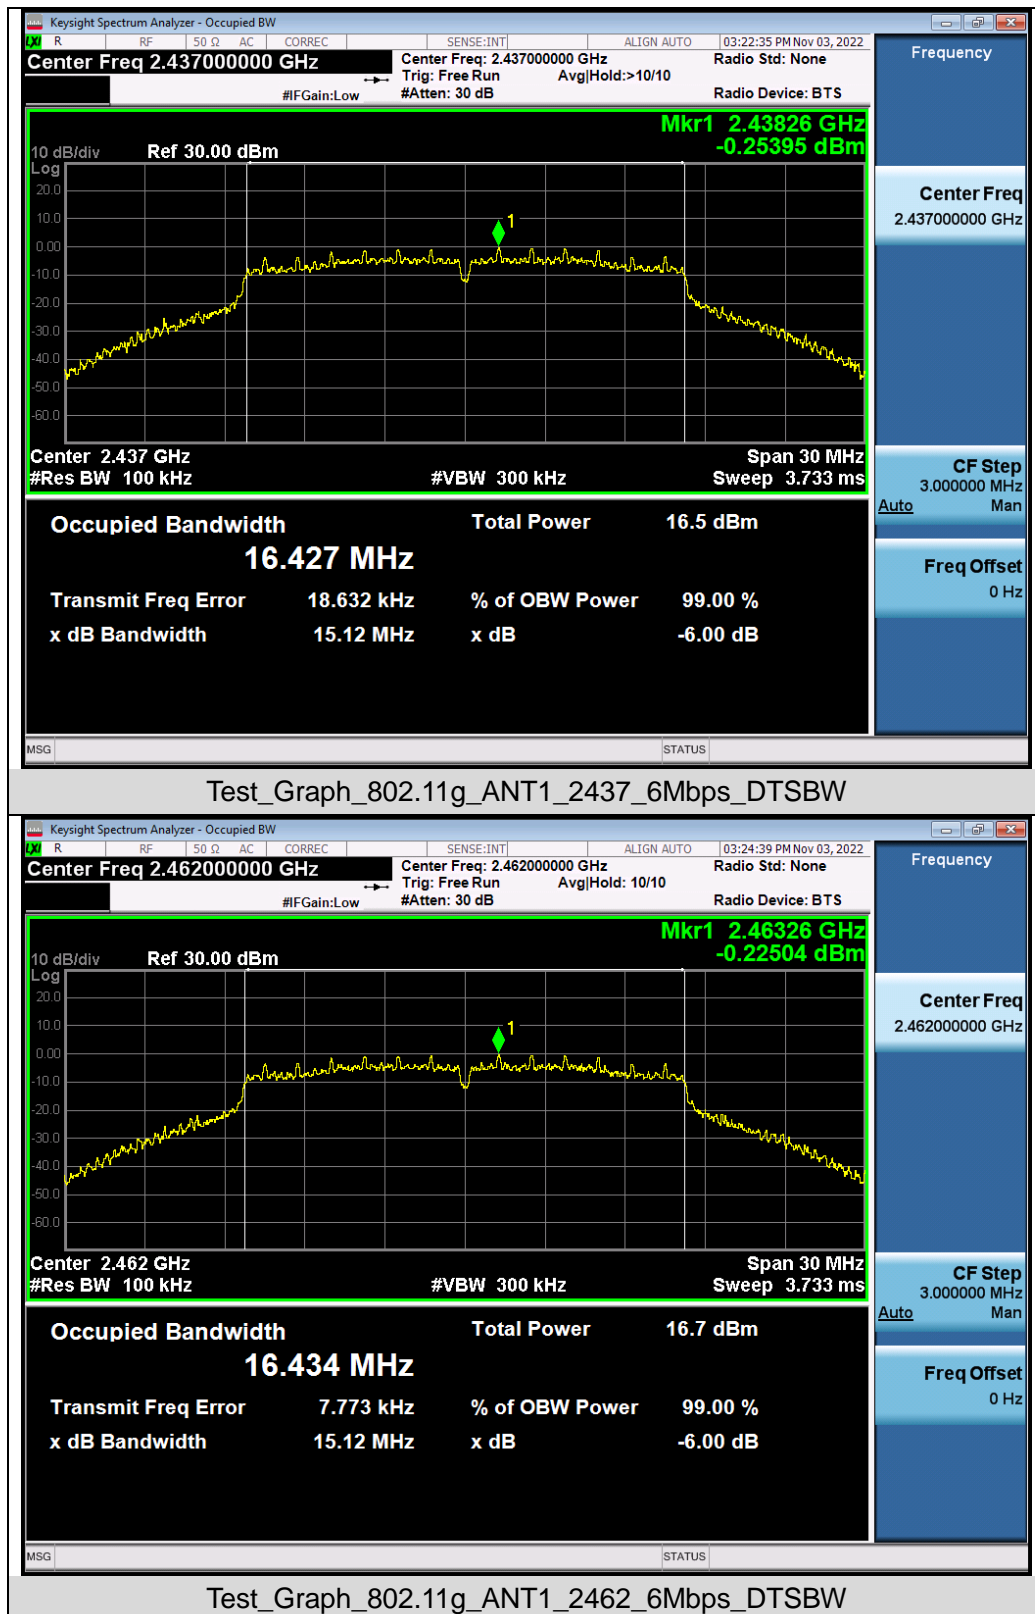 Keysight Spectrum Analyzer - Occupied BW
LXI R RF 50 Ω AC CORREC SENSE:INT ALIGN AUTO 03:22:35 PM Nov 03, 2022
Center Freq 2.437000000 GHz
Center Freq: 2.437000000 GHz Radio Std: None
Trig: Free Run Avg|Hold:>10/10
#IFGain:Low #Atten: 30 dB Radio Device: BTS
Frequency
Mkr1 2.43826 GHz
-0.25395 dBm
10 dB/div Ref 30.00 dBm
Log
20.0
10.0
0.00
-10.0
-20.0
-30.0
-40.0
-50.0
-60.0
1
Center 2.437 GHz Span 30 MHz
#Res BW 100 kHz #VBW 300 kHz Sweep 3.733 ms
Center Freq
2.437000000 GHz
CF Step
3.000000 MHz
Auto Man
Freq Offset
0 Hz
Occupied Bandwidth Total Power 16.5 dBm
16.427 MHz
Transmit Freq Error 18.632 kHz % of OBW Power 99.00 %
x dB Bandwidth 15.12 MHz x dB -6.00 dB
MSG STATUS
Test_Graph_802.11g_ANT1_2437_6Mbps_DTSBW
Keysight Spectrum Analyzer - Occupied BW
LXI R RF 50 Ω AC CORREC SENSE:INT ALIGN AUTO 03:24:39 PM Nov 03, 2022
Center Freq 2.462000000 GHz
Center Freq: 2.462000000 GHz Radio Std: None
Trig: Free Run Avg|Hold: 10/10
#IFGain:Low #Atten: 30 dB Radio Device: BTS
Frequency
Mkr1 2.46326 GHz
-0.22504 dBm
10 dB/div Ref 30.00 dBm
Log
20.0
10.0
0.00
-10.0
-20.0
-30.0
-40.0
-50.0
-60.0
1
Center 2.462 GHz Span 30 MHz
#Res BW 100 kHz #VBW 300 kHz Sweep 3.733 ms
Center Freq
2.462000000 GHz
CF Step
3.000000 MHz
Auto Man
Freq Offset
0 Hz
Occupied Bandwidth Total Power 16.7 dBm
16.434 MHz
Transmit Freq Error 7.773 kHz % of OBW Power 99.00 %
x dB Bandwidth 15.12 MHz x dB -6.00 dB
MSG STATUS
Test_Graph_802.11g_ANT1_2462_6Mbps_DTSBW